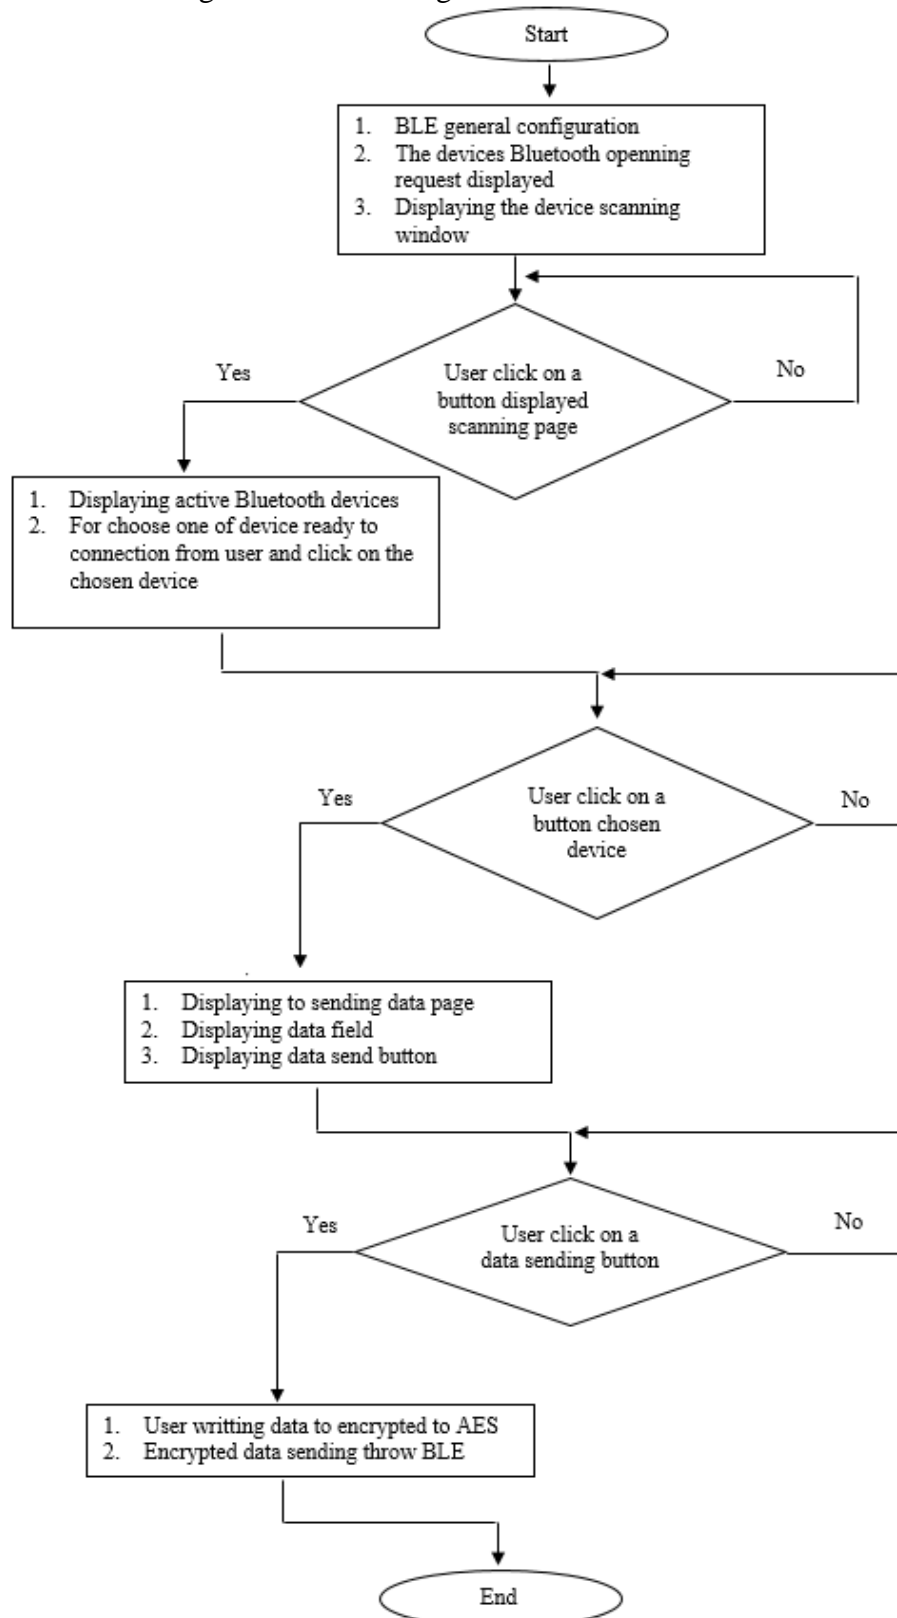 Start
1. BLE general configuration
2. The devices Bluetooth openning
request displayed
3. Displaying the device scanning
window
User click on a
button displayed
scanning page
Yes
No
1. Displaying active Bluetooth devices
2. For choose one of device ready to
connection from user and click on the
chosen device
User click on a
button chosen
device
Yes
No
1. Displaying to sending data page
2. Displaying data field
3. Displaying data send button
User click on a
data sending button
Yes
No
1. User writting data to encrypted to AES
2. Encrypted data sending throw BLE
End